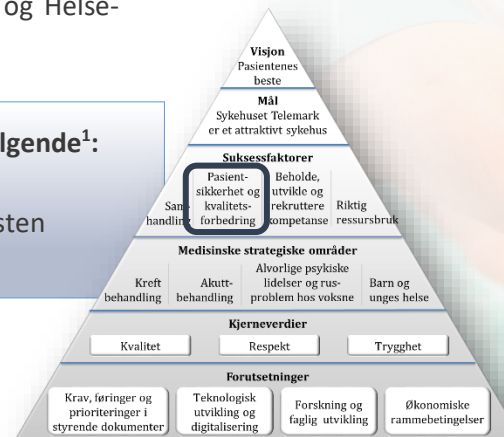 og Helse-
lgende¹:
sten
Visjon
Pasientenes
beste
Mål
Sykehuset Telemark
er et attraktivt sykehus
Suksessfaktorer
Sam-
handling
Pasient-
sikkerhet og
kvalitets-
forbedring
Beholde,
utvikle og
rekruttere
kompetanse
Riktig
ressursbruk
Medisinske strategiske områder
Kreft
behandling
Akutt-
behandling
Alvorlige psykiske
lidelser og rus-
problem hos voksne
Barn og
unges helse
Kjerneverdier
Kvalitet
Respekt
Trygghet
Forutsetninger
Krav, føringer og
prioriteringer i
styrende dokumenter
Teknologisk
utvikling og
digitalisering
Forskning og
faglig utvikling
Økonomiske
rammebetingelser